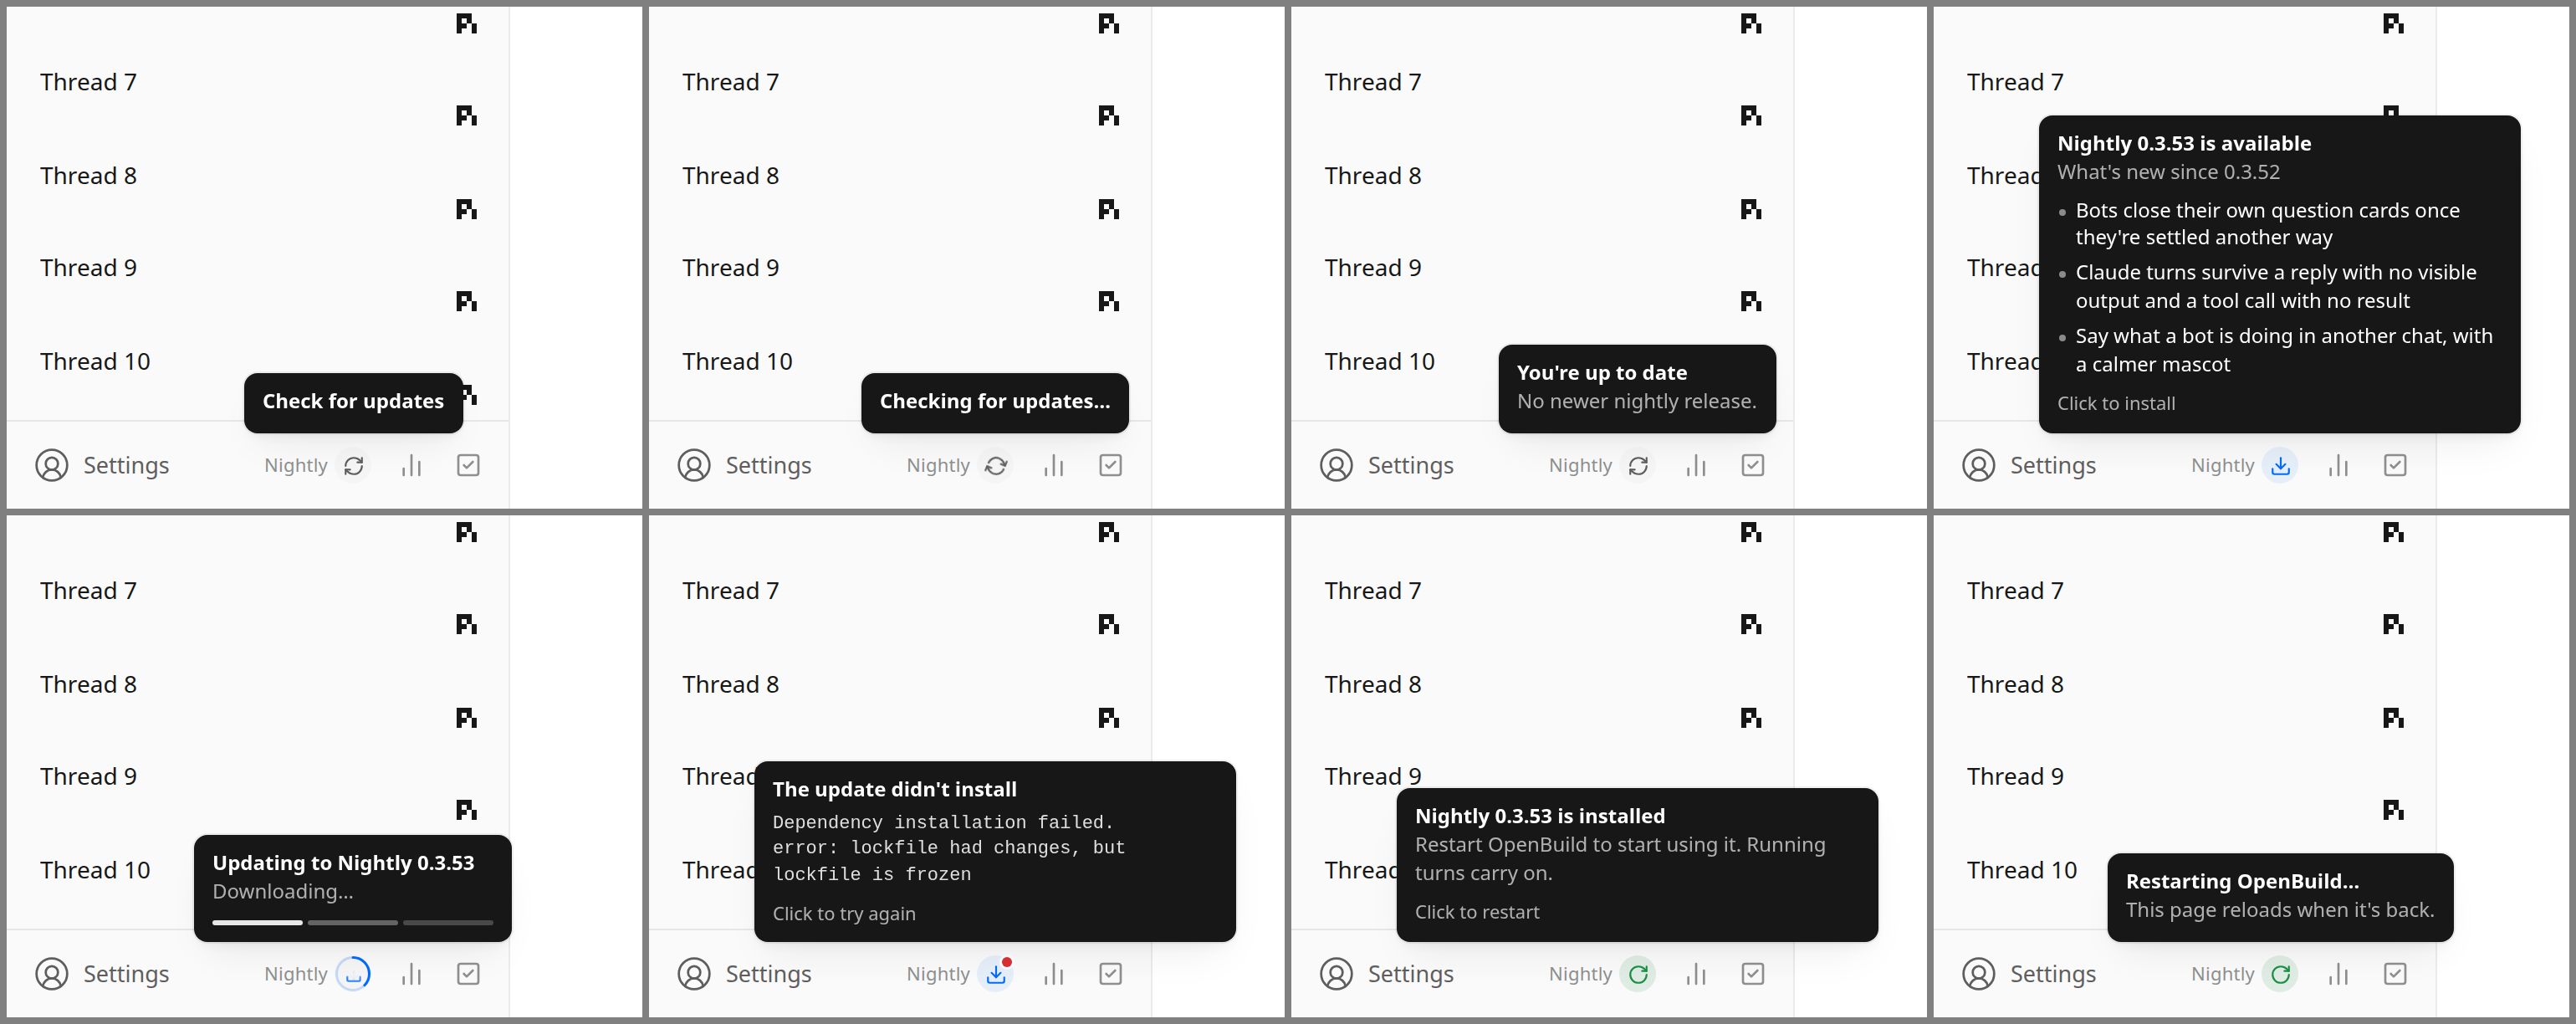 Thread 7
Thread 8
Thread 9
Thread 10
Check for updates
Settings
Nightly
Thread 7
Thread 8
Thread 9
Thread 10
Checking for updates...
Settings
Nightly
Thread 7
Thread 8
Thread 9
Thread 10
You're up to date
No newer nightly release.
Settings
Nightly
Thread 7
Nightly 0.3.53 is available
What's new since 0.3.52
Threac
• Bots close their own question cards once
they're settled another way
Threac
• Claude turns survive a reply with no visible
output and a tool call with no result
Threac
• Say what a bot is doing in another chat, with
a calmer mascot
Click to install
Settings
Nightly
Thread 7
Thread 8
Thread 9
Thread 10
Updating to Nightly 0.3.53
Downloading...
Settings
Nightly
Thread 7
Thread 8
Threac
The update didn't install
Dependency installation failed.
error: lockfile had changes, but
lockfile is frozen
Threac
Click to try again
Settings
Nightly
Thread 7
Thread 8
Thread 9
Nightly 0.3.53 is installed
Restart OpenBuild to start using it. Running
turns carry on.
Threac
Click to restart
Settings
Nightly
Thread 7
Thread 8
Thread 9
Thread 10
Restarting OpenBuild...
This page reloads when it's back.
Settings
Nightly